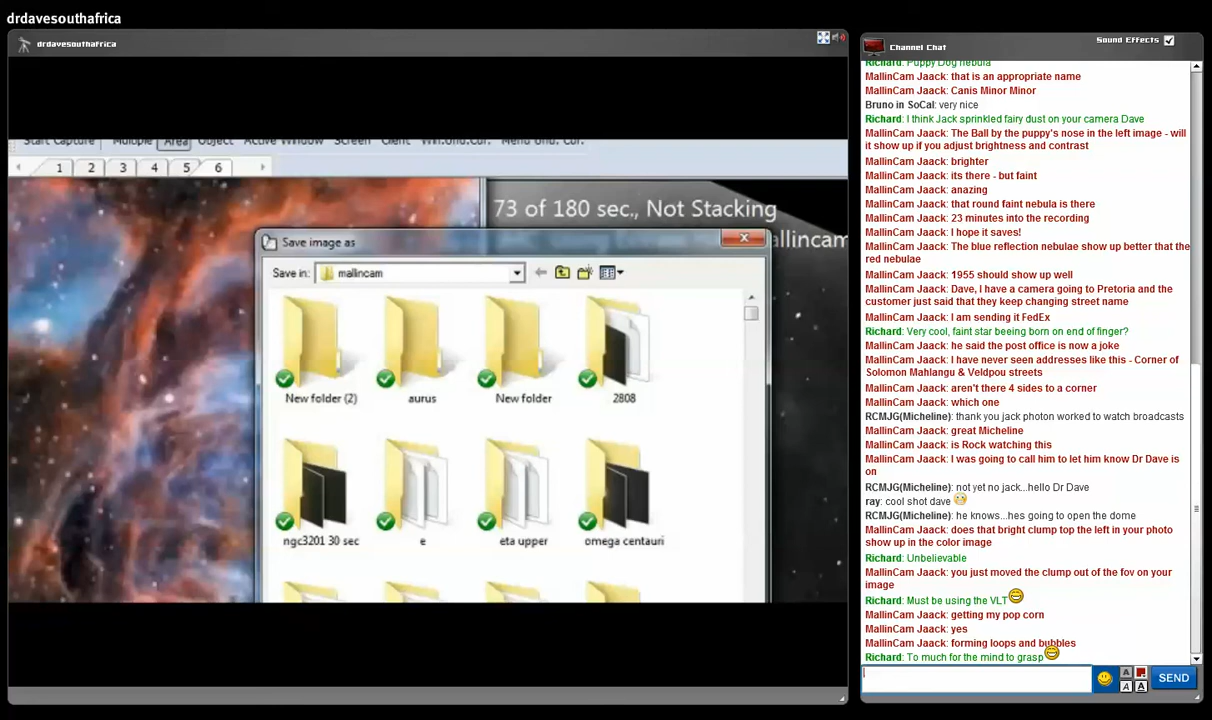 drdavesouthafrica
drdavesouthafrica
Start Capture Multiple Area Object Active Window Screen Client Win.Und.Cur. Menu Und. Cur.
1 2 3 4 5 6
73 of 180 sec., Not Stacking
allincam
Save image as
Save in: mallincam
New folder (2) aurus New folder 2808
ngc3201 30 sec e eta upper omega centauri
Sound Effects
Channel Chat
Richard: Puppy Dog nebula
MallinCam Jaack: that is an appropriate name
MallinCam Jaack: Canis Minor Minor
Bruno in SoCal: very nice
Richard: I think Jack sprinkled fairy dust on your camera Dave
MallinCam Jaack: The Ball by the puppy's nose in the left image - will
it show up if you adjust brightness and contrast
MallinCam Jaack: brighter
MallinCam Jaack: its there - but faint
MallinCam Jaack: anazing
MallinCam Jaack: that round faint nebula is there
MallinCam Jaack: 23 minutes into the recording
MallinCam Jaack: I hope it saves!
MallinCam Jaack: The blue reflection nebulae show up better that the
red nebulae
MallinCam Jaack: 1955 should show up well
MallinCam Jaack: Dave, I have a camera going to Pretoria and the
customer just said that they keep changing street name
MallinCam Jaack: I am sending it FedEx
Richard: Very cool, faint star beeing born on end of finger?
MallinCam Jaack: he said the post office is now a joke
MallinCam Jaack: I have never seen addresses like this - Corner of
Solomon Mahlangu & Veldpou streets
MallinCam Jaack: aren't there 4 sides to a corner
MallinCam Jaack: which one
RCMJG(Micheline): thank you jack photon worked to watch broadcasts
MallinCam Jaack: great Micheline
MallinCam Jaack: is Rock watching this
MallinCam Jaack: I was going to call him to let him know Dr Dave is
on
RCMJG(Micheline): not yet no jack...hello Dr Dave
ray: cool shot dave
RCMJG(Micheline): he knows...hes going to open the dome
MallinCam Jaack: does that bright clump top the left in your photo
show up in the color image
Richard: Unbelievable
MallinCam Jaack: you just moved the clump out of the fov on your
image
Richard: Must be using the VLT
MallinCam Jaack: getting my pop corn
MallinCam Jaack: yes
MallinCam Jaack: forming loops and bubbles
Richard: To much for the mind to grasp
A
A A
SEND